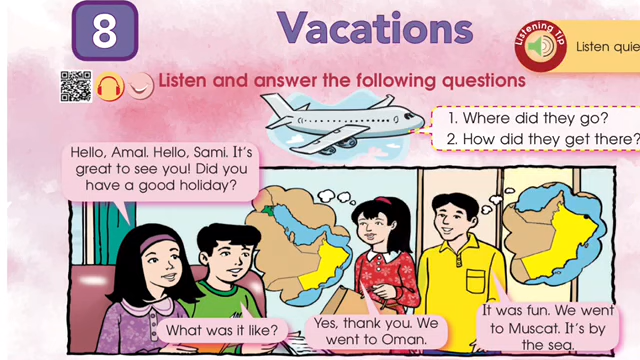 8
Vacations
Listening Tip
Listen quie
Listen and answer the following questions
1. Where did they go?
2. How did they get there?
Hello, Amal. Hello, Sami. It's
great to see you! Did you
have a good holiday?
What was it like?
Yes, thank you. We
went to Oman.
It was fun. We went
to Muscat. It's by
the sea.